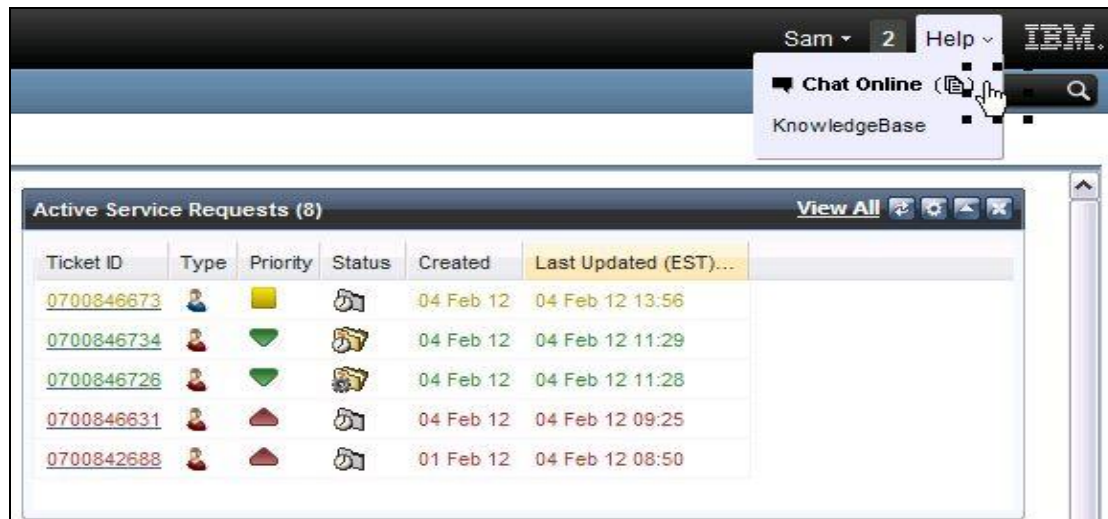 Sam 2 Help IBM.
Chat Online ()
KnowledgeBase
Active Service Requests (8) View All
Ticket ID Type Priority Status Created Last Updated (EST)...
0700846673 04 Feb 12 04 Feb 12 13:56
0700846734 04 Feb 12 04 Feb 12 11:29
0700846726 04 Feb 12 04 Feb 12 11:28
0700846631 04 Feb 12 04 Feb 12 09:25
0700842688 01 Feb 12 04 Feb 12 08:50